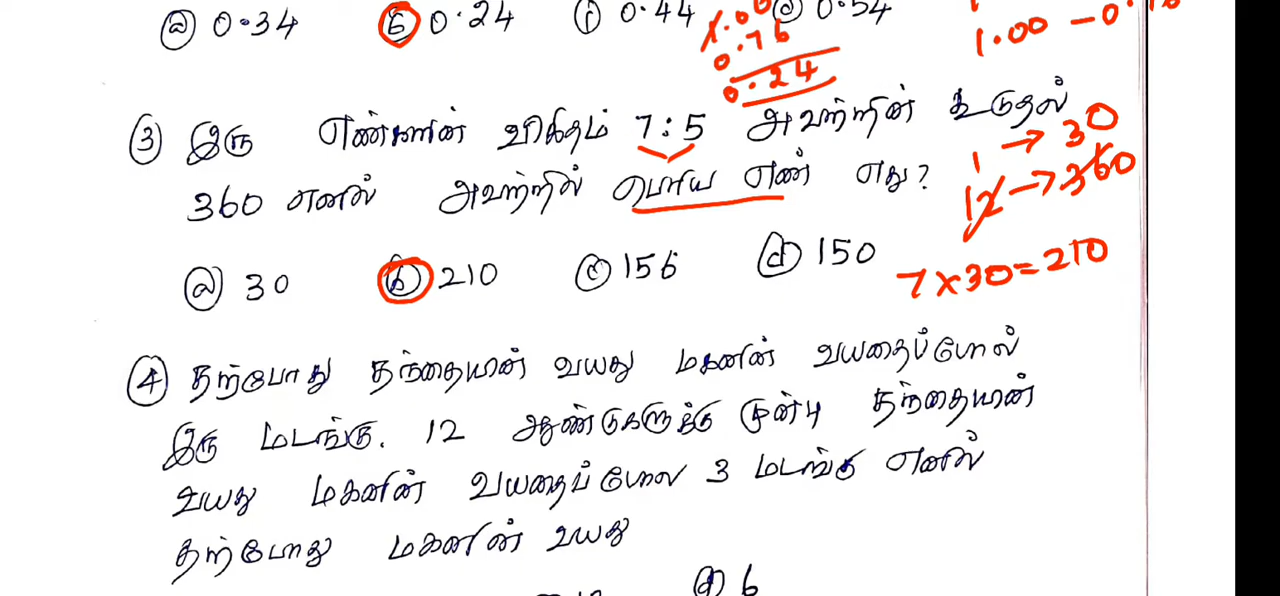 ⓐ 0.34 ⓑ 0.24 ⓒ 0.44 ⓓ 0.54
1.00
0.76
0.24
1.00 - 0.76
③ இரு எண்களின் விகிதம் 7:5 அவற்றின் கூடுதல்
1 → 30
360 எனில் அவற்றில் பெரிய எண் எது?
12 → 360
ⓐ 30 ⓑ 210 ⓒ 156 ⓓ 150
7 × 30 = 210
④ தற்போது தந்தையின் வயது மகனின் வயதைப்போல்
இரு மடங்கு. 12 ஆண்டுகளுக்கு முன்பு தந்தையின்
வயது மகனின் வயதைப் போல 3 மடங்கு எனில்
தற்போது மகனின் வயது
ⓓ 6